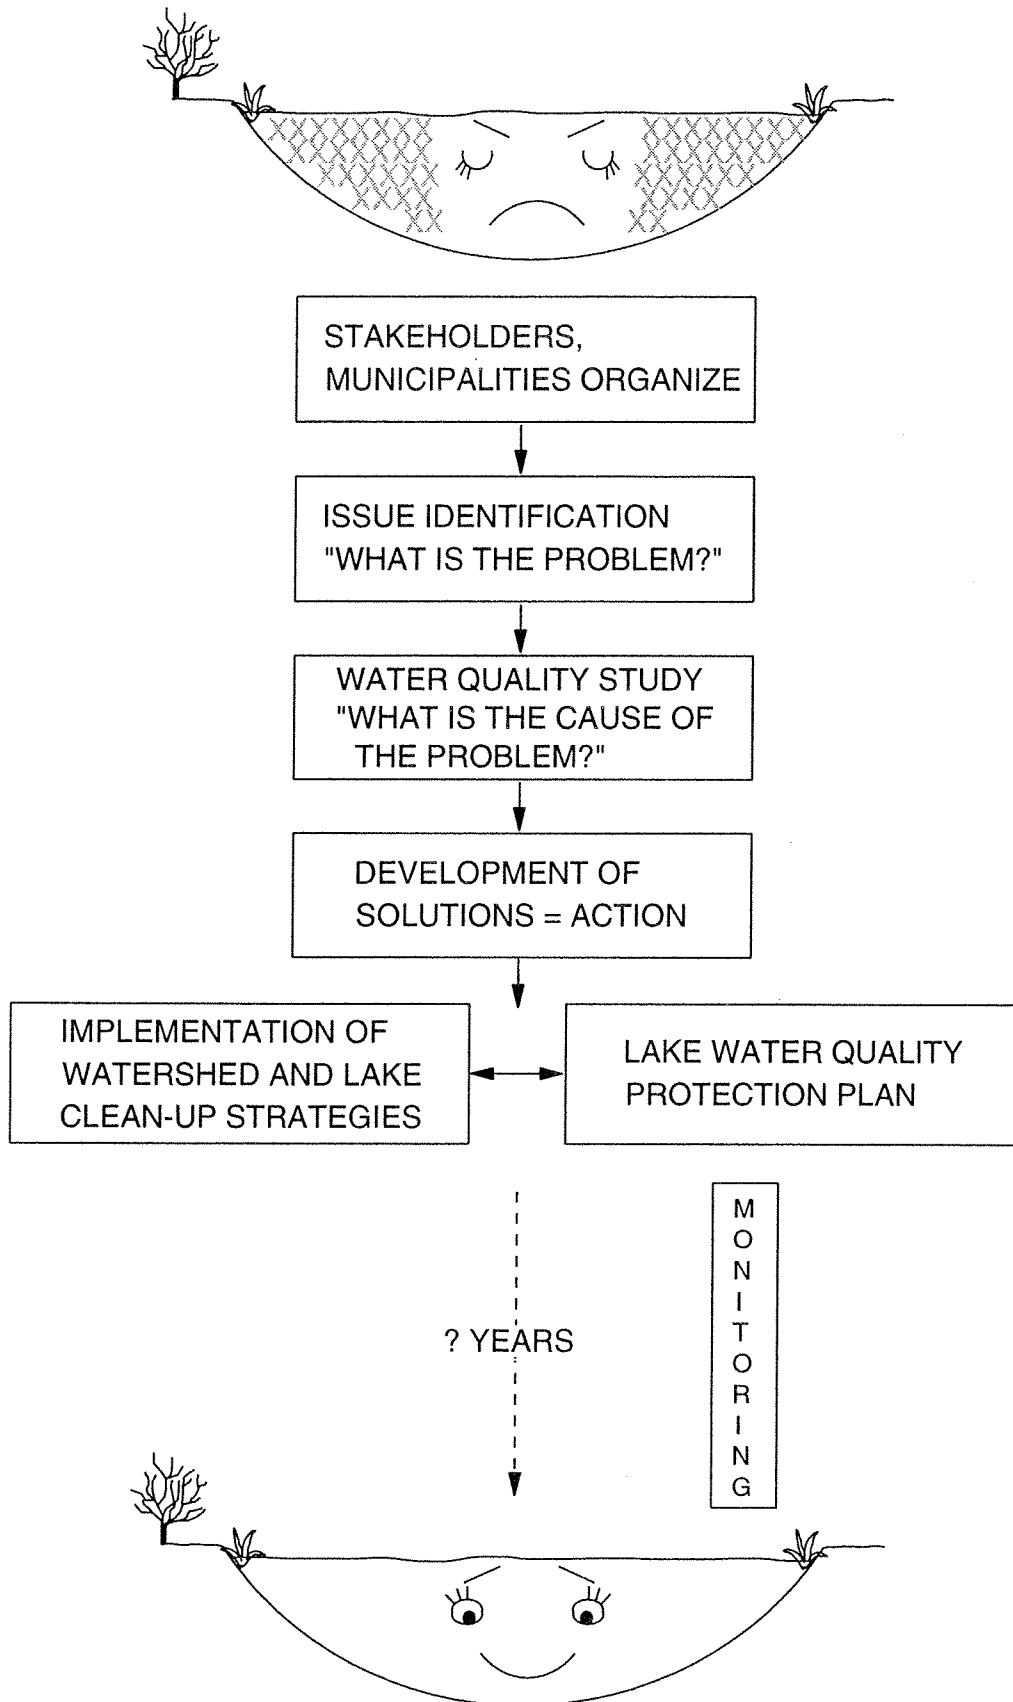 STAKEHOLDERS,
MUNICIPALITIES ORGANIZE
ISSUE IDENTIFICATION
"WHAT IS THE PROBLEM?"
WATER QUALITY STUDY
"WHAT IS THE CAUSE OF
THE PROBLEM?"
DEVELOPMENT OF
SOLUTIONS = ACTION
IMPLEMENTATION OF
WATERSHED AND LAKE
CLEAN-UP STRATEGIES
LAKE WATER QUALITY
PROTECTION PLAN
? YEARS
MONITORING